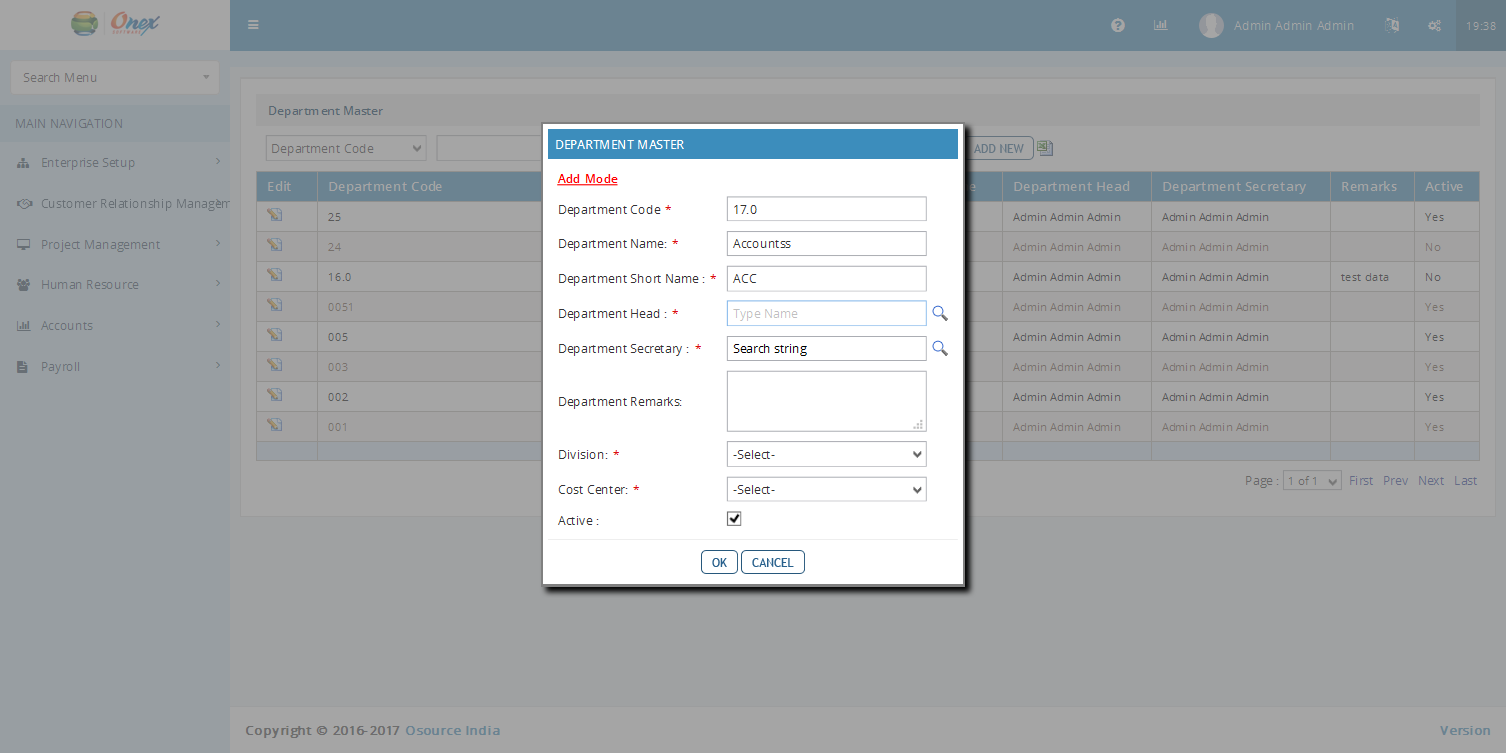 Onex
SOFTWARE
Admin Admin Admin
19:38
Search Menu
MAIN NAVIGATION
Enterprise Setup
Customer Relationship Managem
Project Management
Human Resource
Accounts
Payroll
Department Master
Department Code
ADD NEW
Edit Department Code e Department Head Department Secretary Remarks Active
25 Admin Admin Admin Admin Admin Admin Yes
24 Admin Admin Admin Admin Admin Admin No
16.0 Admin Admin Admin Admin Admin Admin test data No
0051 Admin Admin Admin Admin Admin Admin Yes
005 Admin Admin Admin Admin Admin Admin Yes
003 Admin Admin Admin Admin Admin Admin Yes
002 Admin Admin Admin Admin Admin Admin Yes
001 Admin Admin Admin Admin Admin Admin Yes
Page : 1 of 1 First Prev Next Last
DEPARTMENT MASTER
Add Mode
Department Code * 17.0
Department Name: * Accountss
Department Short Name : * ACC
Department Head : * Type Name
Department Secretary : * Search string
Department Remarks:
Division: * -Select-
Cost Center: * -Select-
Active :
OK CANCEL
Copyright © 2016-2017 Osource India
Version